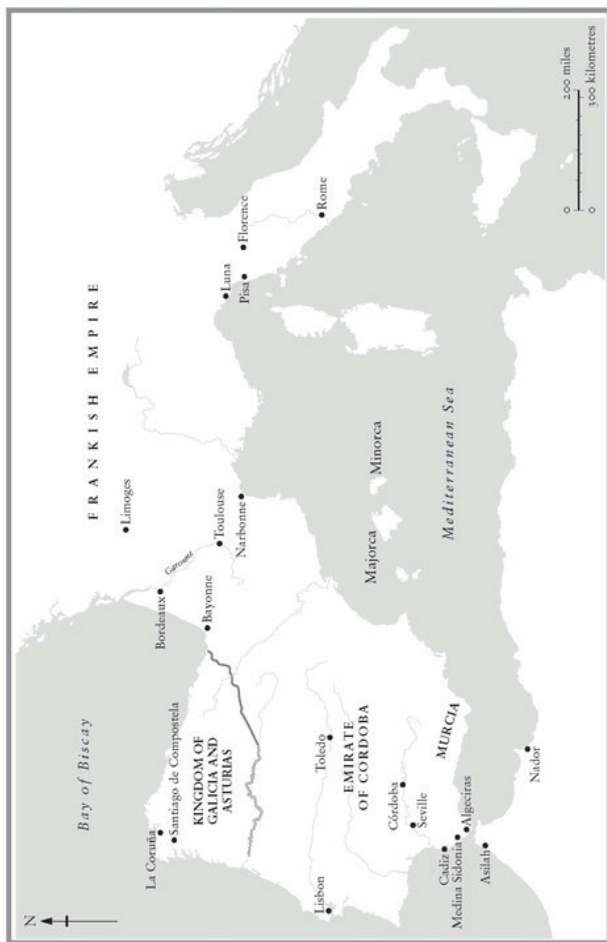 N
Bay of Biscay
FRANKISH EMPIRE
Limoges
Bordeaux
Garonne
Bayonne
Toulouse
Narbonne
Luna
Pisa
Florence
Rome
La Coruña
Santiago de Compostela
KINGDOM OF
GALICIA AND
ASTURIAS
Majorca
Minorca
Mediterranean Sea
Lisbon
Toledo
EMIRATE
OF CORDOBA
Córdoba
Seville
MURCIA
Cadiz
Medina Sidonia
Algeciras
Asilah
Nador
0 200 miles
0 300 kilometres